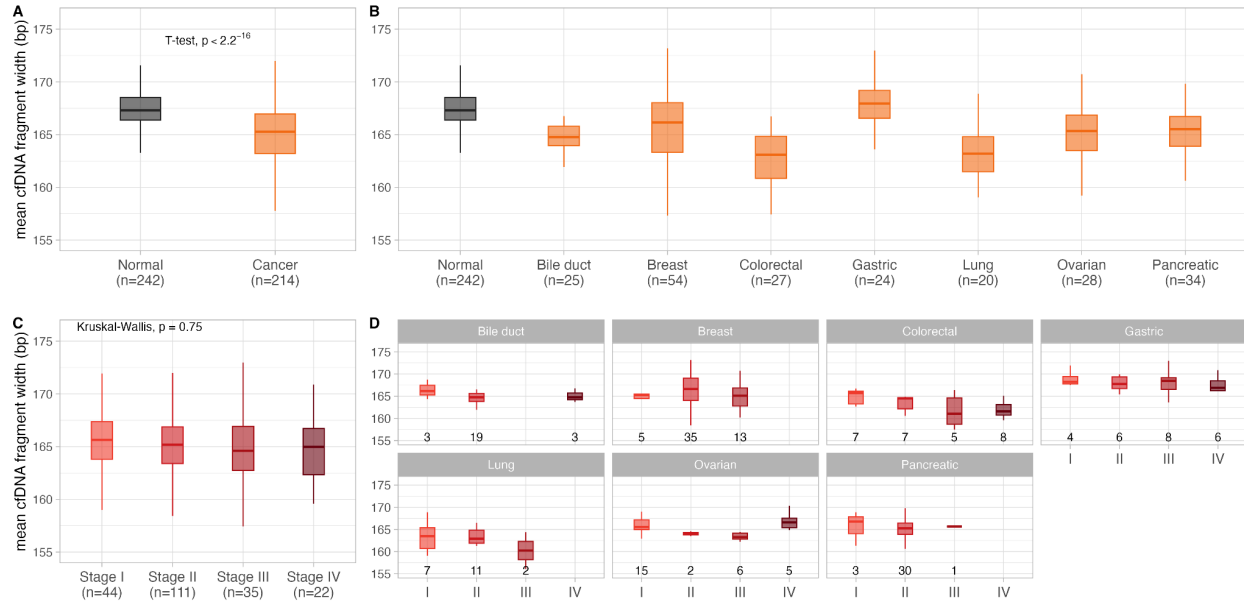 A
mean cfDNA fragment width (bp)
T-test, p < 2.2⁻¹⁶
175
170
165
160
155
Normal
(n=242)
Cancer
(n=214)
B
175
170
165
160
155
Normal
(n=242)
Bile duct
(n=25)
Breast
(n=54)
Colorectal
(n=27)
Gastric
(n=24)
Lung
(n=20)
Ovarian
(n=28)
Pancreatic
(n=34)
C
mean cfDNA fragment width (bp)
Kruskal-Wallis, p = 0.75
175
170
165
160
155
Stage I
(n=44)
Stage II
(n=111)
Stage III
(n=35)
Stage IV
(n=22)
D
Bile duct
Breast
Colorectal
Gastric
175
170
165
160
155
3 19 3
5 35 13
7 7 5 8
4 6 8 6
I II III IV
Lung
Ovarian
Pancreatic
175
170
165
160
155
7 11 2
15 2 6 5
3 30 1
I II III IV
I II III IV
I II III IV